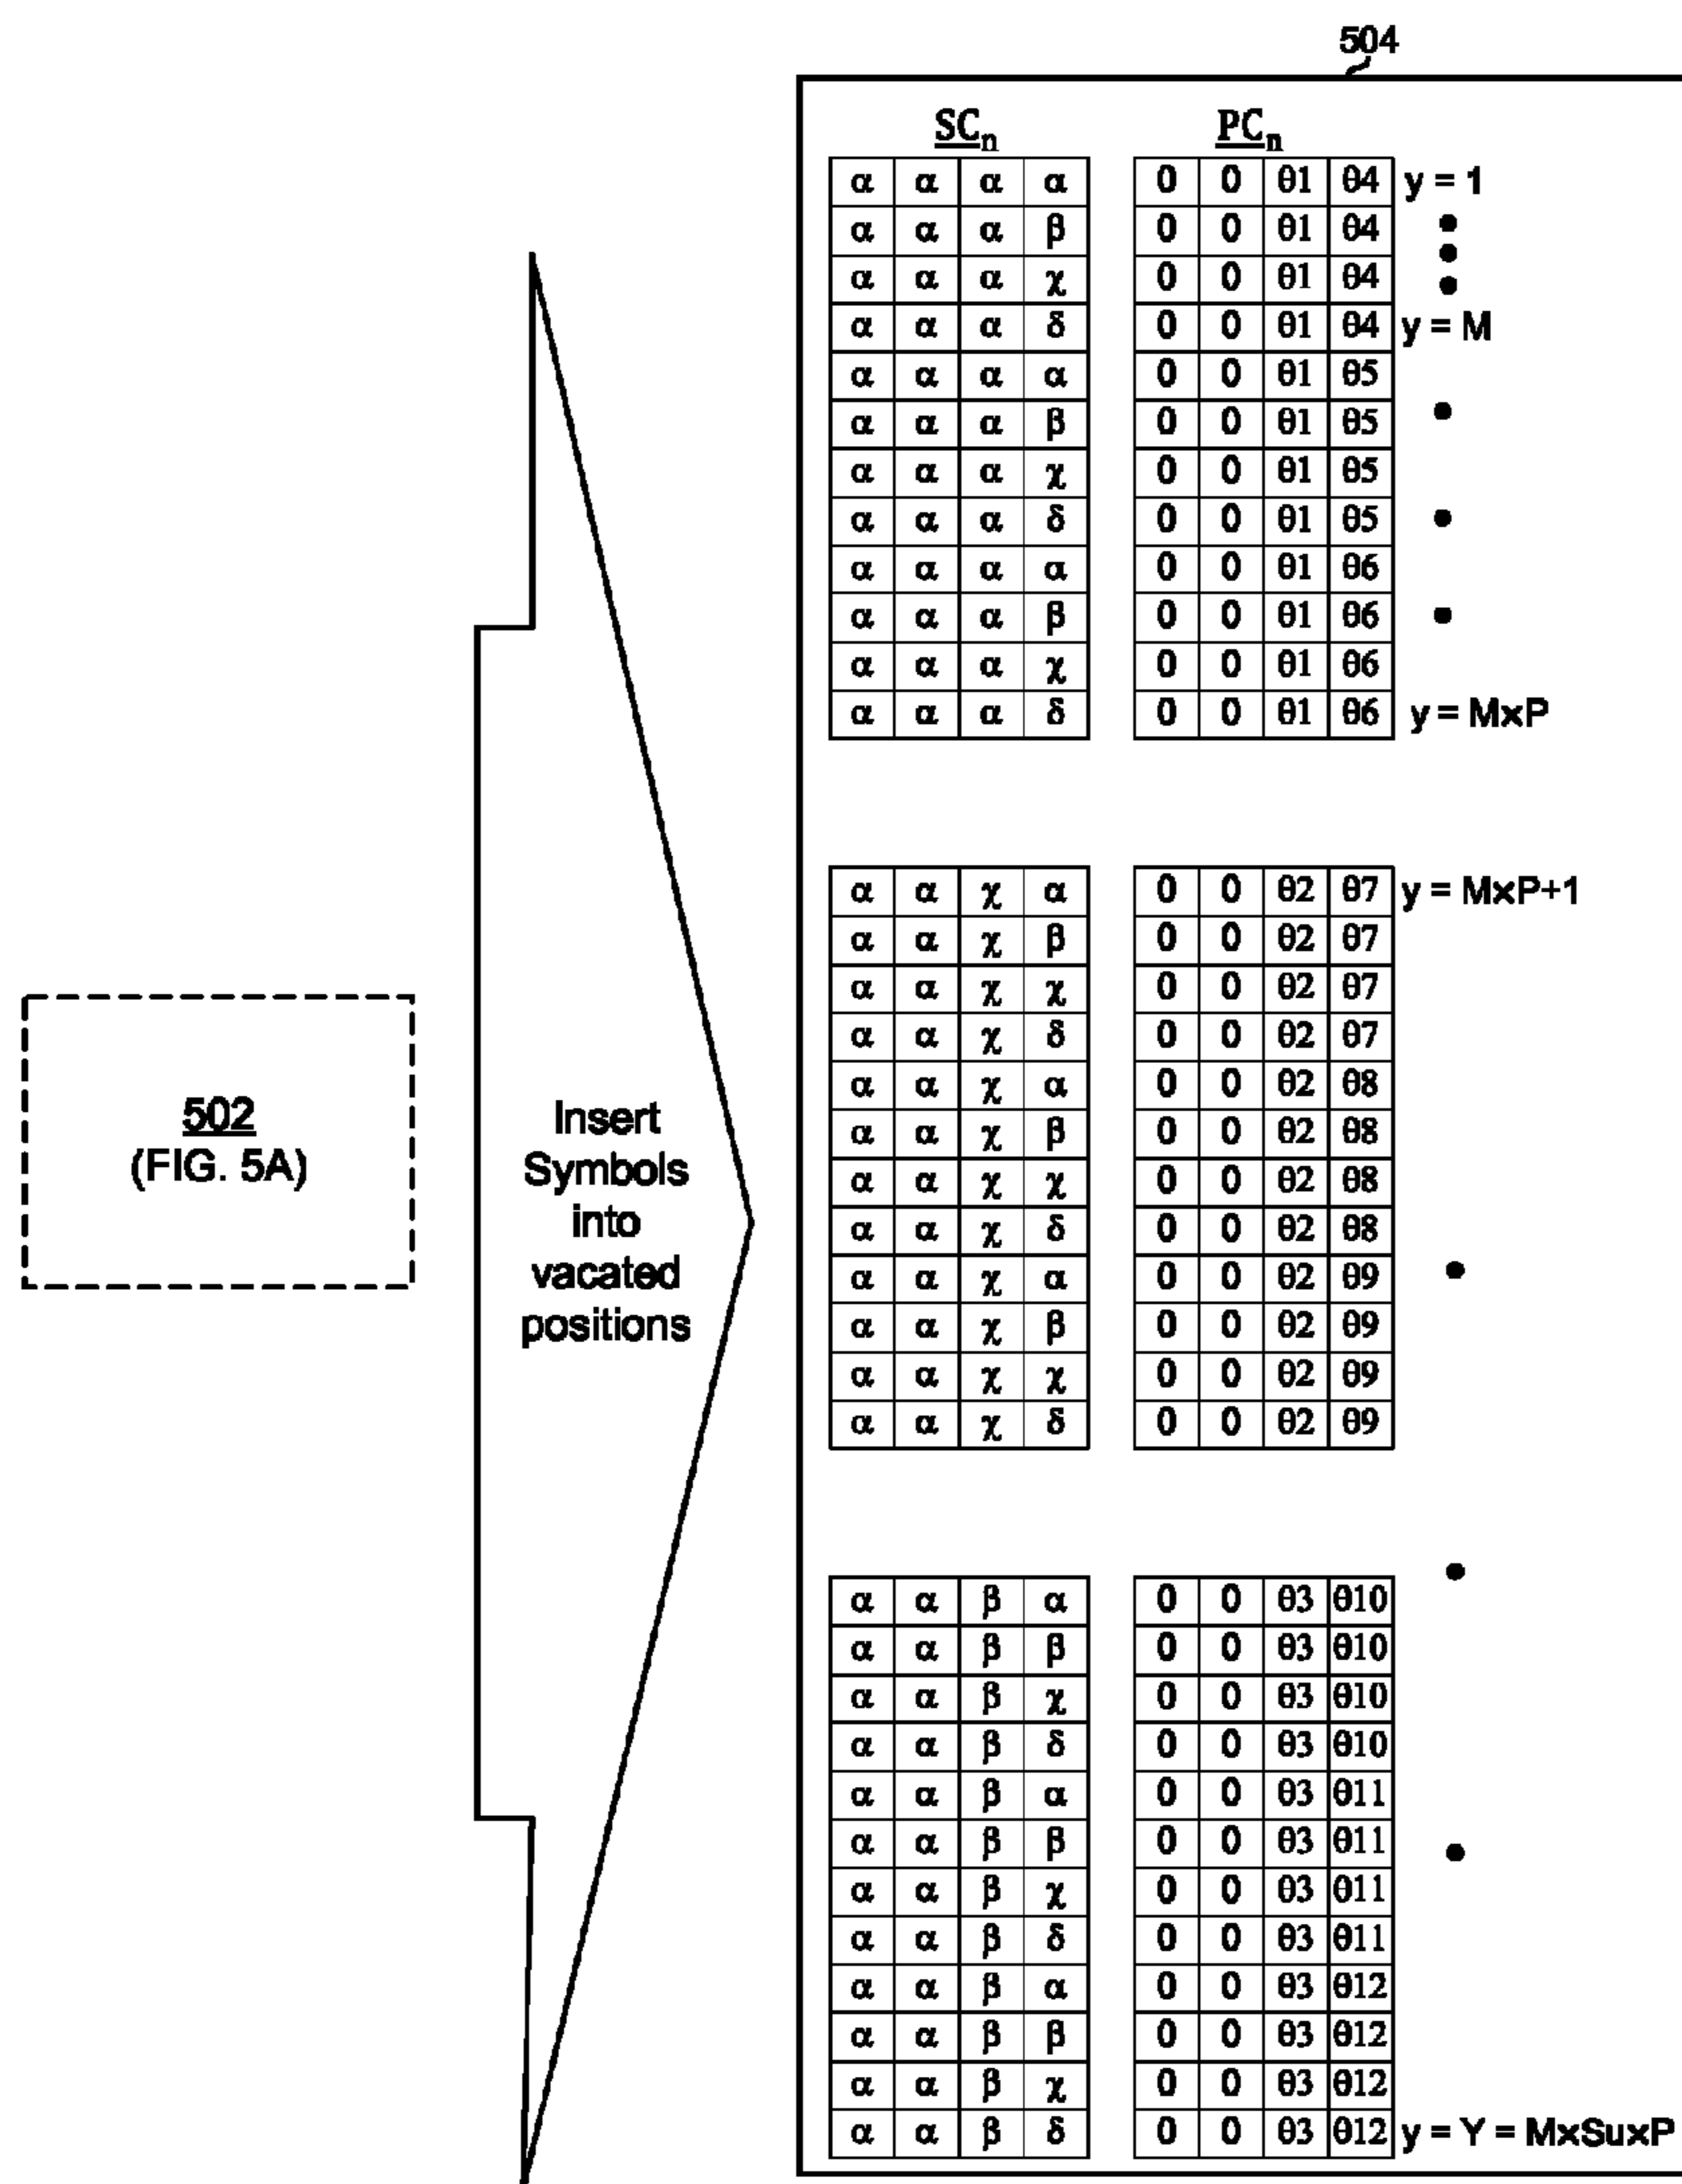 504
SCn PCn
α α α α 0 0 θ1 θ4 y = 1
α α α β 0 0 θ1 θ4
α α α χ 0 0 θ1 θ4
α α α δ 0 0 θ1 θ4 y = M
α α α α 0 0 θ1 θ5
α α α β 0 0 θ1 θ5
α α α χ 0 0 θ1 θ5
α α α δ 0 0 θ1 θ5
α α α α 0 0 θ1 θ6
α α α β 0 0 θ1 θ6
α α α χ 0 0 θ1 θ6
α α α δ 0 0 θ1 θ6 y = M×P
α α χ α 0 0 θ2 θ7 y = M×P+1
α α χ β 0 0 θ2 θ7
α α χ χ 0 0 θ2 θ7
α α χ δ 0 0 θ2 θ7
α α χ α 0 0 θ2 θ8
α α χ β 0 0 θ2 θ8
α α χ χ 0 0 θ2 θ8
α α χ δ 0 0 θ2 θ8
α α χ α 0 0 θ2 θ9
α α χ β 0 0 θ2 θ9
α α χ χ 0 0 θ2 θ9
α α χ δ 0 0 θ2 θ9
502
(FIG. 5A)
Insert
Symbols
into
vacated
positions
α α β α 0 0 θ3 θ10
α α β β 0 0 θ3 θ10
α α β χ 0 0 θ3 θ10
α α β δ 0 0 θ3 θ10
α α β α 0 0 θ3 θ11
α α β β 0 0 θ3 θ11
α α β χ 0 0 θ3 θ11
α α β δ 0 0 θ3 θ11
α α β α 0 0 θ3 θ12
α α β β 0 0 θ3 θ12
α α β χ 0 0 θ3 θ12
α α β δ 0 0 θ3 θ12 y = Y = M×Su×P